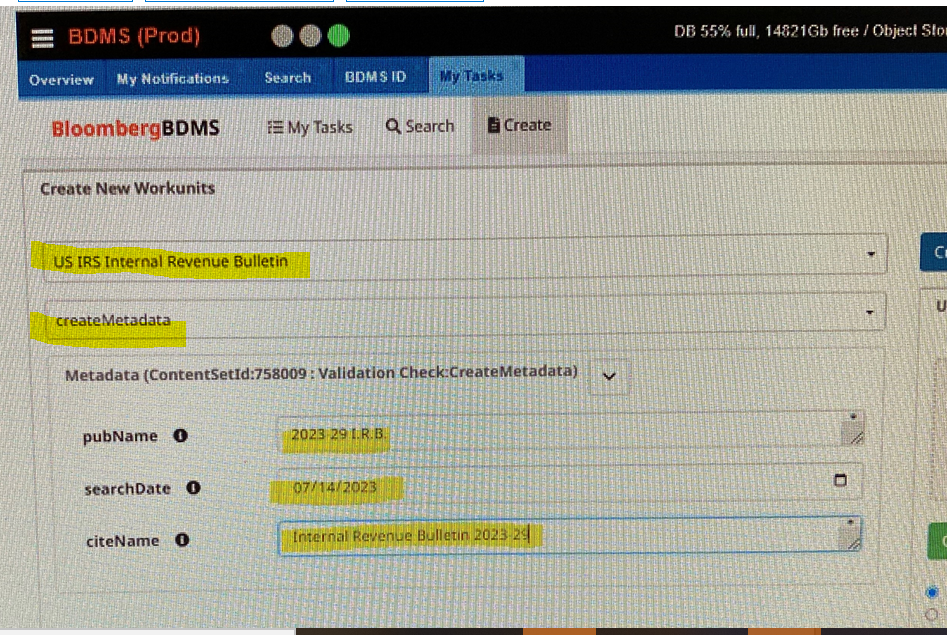 BDMS (Prod)
DB 55% full, 14821Gb free / Object Sto
Overview My Notifications Search BDMS ID My Tasks
BloombergBDMS My Tasks Search Create
Create New Workunits
US IRS Internal Revenue Bulletin
createMetadata
Metadata (ContentSetId:758009 : Validation Check:CreateMetadata)
pubName 2023 29 I.R.B.
searchDate 07/14/2023
citeName Internal Revenue Bulletin 2023 29